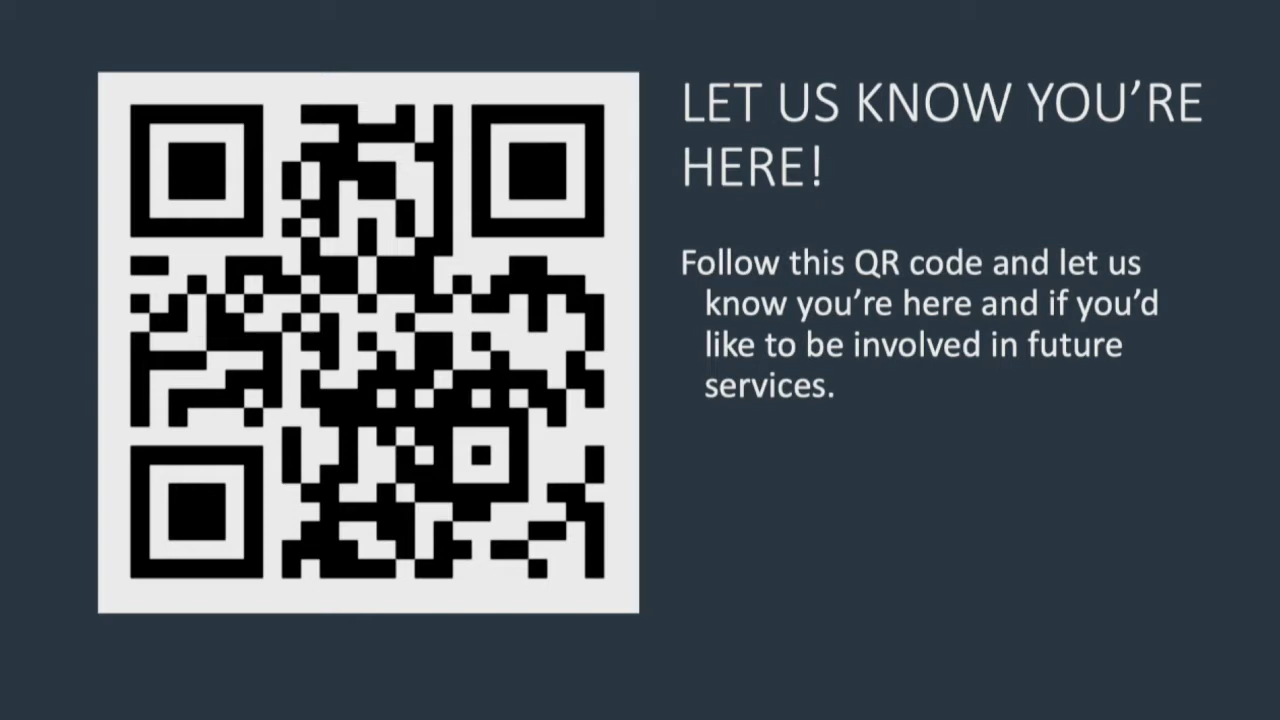 LET US KNOW YOU’RE
HERE!
Follow this QR code and let us
know you’re here and if you’d
like to be involved in future
services.